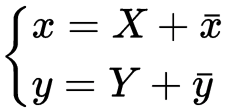 x = X + x̄
y = Y + ȳ